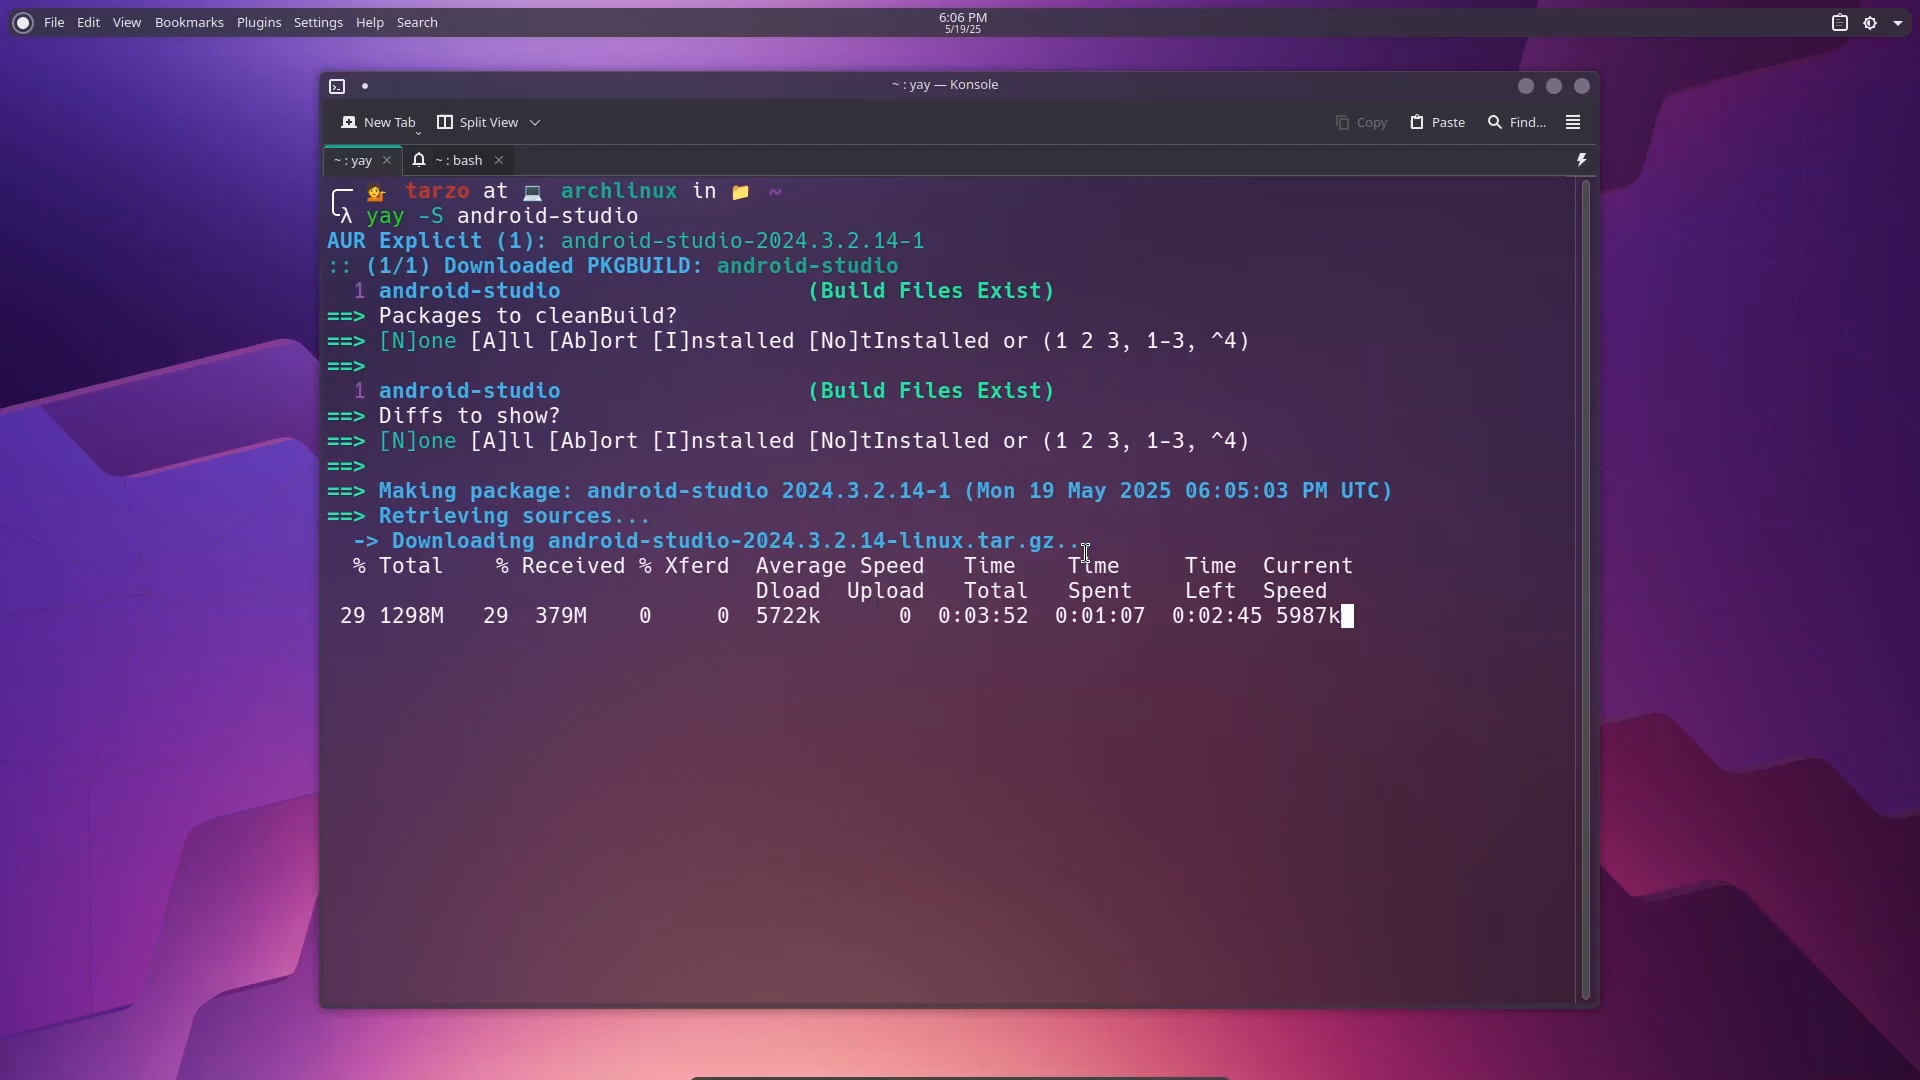 File Edit View Bookmarks Plugins Settings Help Search
6:06 PM
5/19/25
~ : yay — Konsole
New Tab Split View Copy Paste Find...
~ : yay ~ : bash
tarzo at archlinux in ~
λ yay -S android-studio
AUR Explicit (1): android-studio-2024.3.2.14-1
:: (1/1) Downloaded PKGBUILD: android-studio
1 android-studio (Build Files Exist)
==> Packages to cleanBuild?
==> [N]one [A]ll [Ab]ort [I]nstalled [No]tInstalled or (1 2 3, 1-3, ^4)
==>
1 android-studio (Build Files Exist)
==> Diffs to show?
==> [N]one [A]ll [Ab]ort [I]nstalled [No]tInstalled or (1 2 3, 1-3, ^4)
==>
==> Making package: android-studio 2024.3.2.14-1 (Mon 19 May 2025 06:05:03 PM UTC)
==> Retrieving sources...
-> Downloading android-studio-2024.3.2.14-linux.tar.gz...
% Total % Received % Xferd Average Speed Time Time Time Current
Dload Upload Total Spent Left Speed
29 1298M 29 379M 0 0 5722k 0 0:03:52 0:01:07 0:02:45 5987k